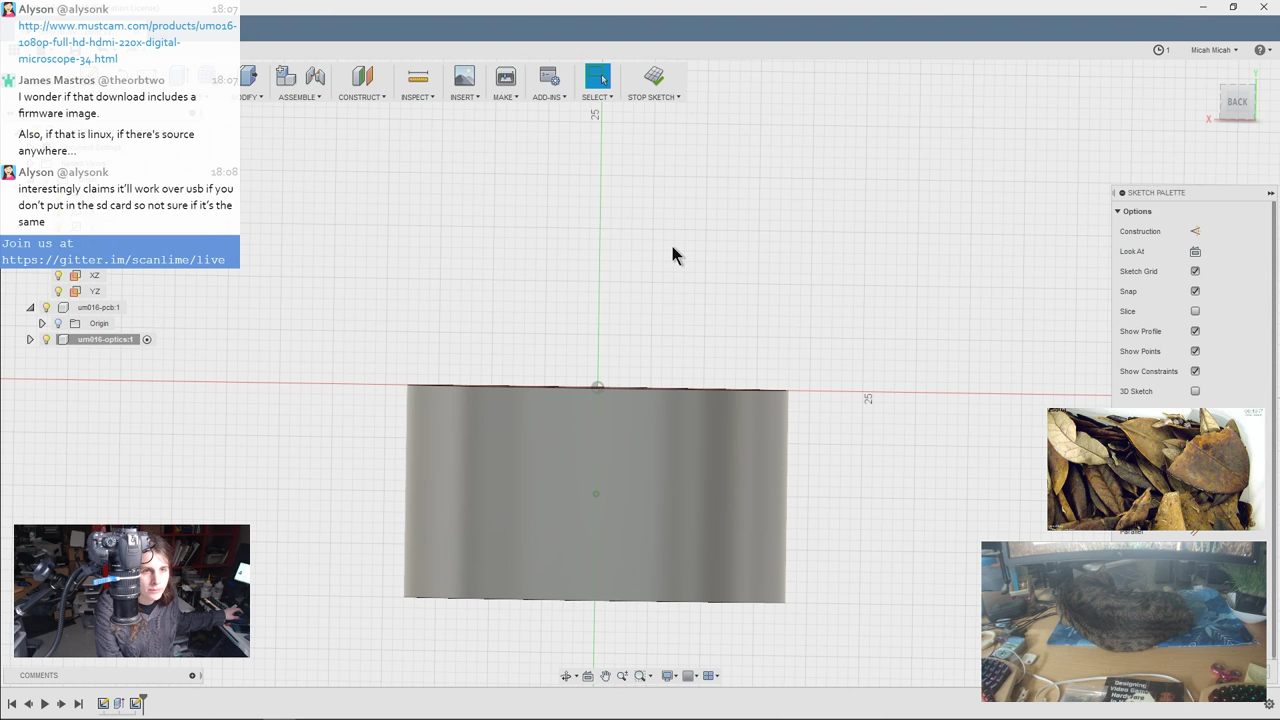 Alyson @alysonk 18:07
http://www.mustcam.com/products/um016-
1080p-full-hd-hdmi-220x-digital-
microscope-34.html
James Mastros @theorbtwo 18:07
I wonder if that download includes a
firmware image.
Also, if that is linux, if there's source
anywhere...
Alyson @alysonk 18:08
interestingly claims it'll work over usb if you
don't put in the sd card so not sure if it's the
same
Join us at
https://gitter.im/scanlime/live
1
Micah Micah
ASSEMBLE
CONSTRUCT
INSPECT
INSERT
MAKE
ADD-INS
SELECT
STOP SKETCH
25
BACK
X
Y
25
XZ
YZ
um016-pcb:1
Origin
um016-optics:1
SKETCH PALETTE
Options
Construction
Look At
Sketch Grid
Snap
Slice
Show Profile
Show Points
Show Constraints
3D Sketch
Parallel
Designing
Video Game
Hardware
COMMENTS